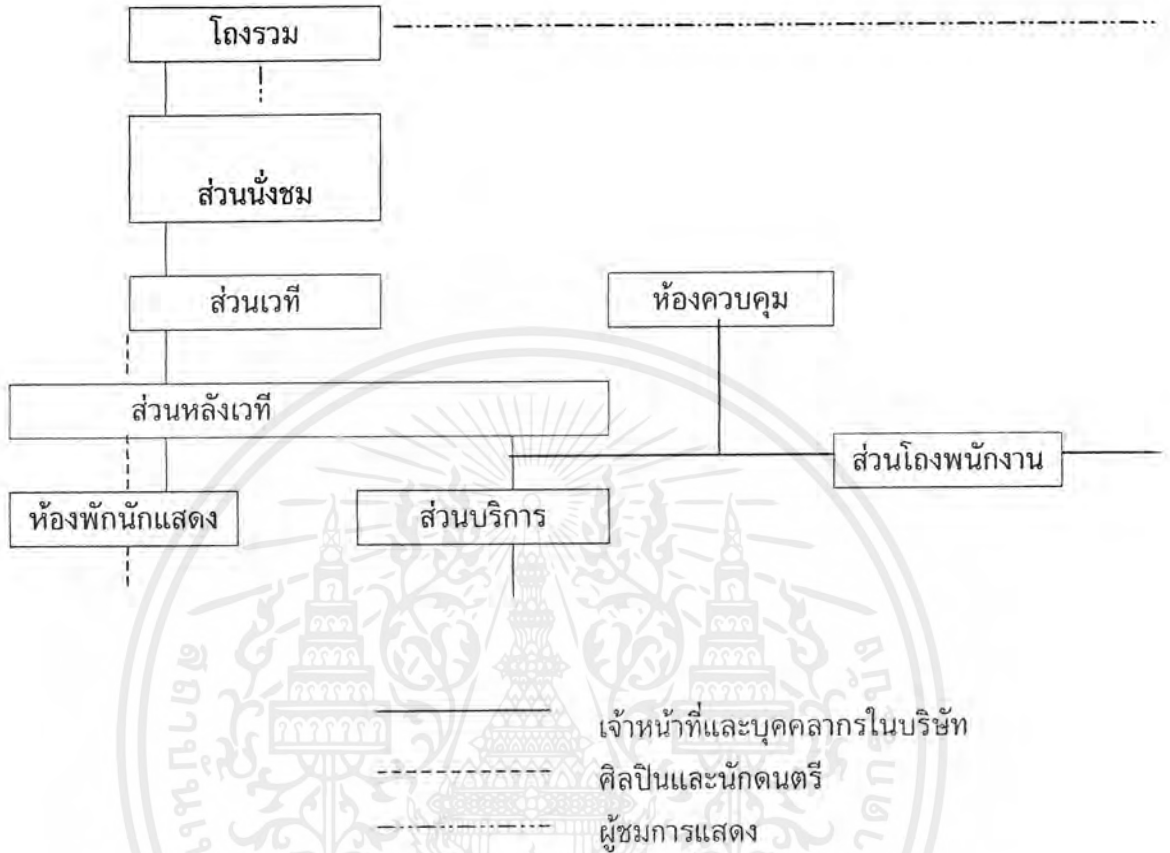 โถงรวม
ส่วนนั่งชม
ส่วนเวที
ห้องควบคุม
ส่วนหลังเวที
ส่วนโถงพนักงาน
ห้องพักนักแสดง
ส่วนบริการ
เจ้าหน้าที่และบุคคลากรในบริษัท
ศิลปินและนักดนตรี
ผู้ชมการแสดง